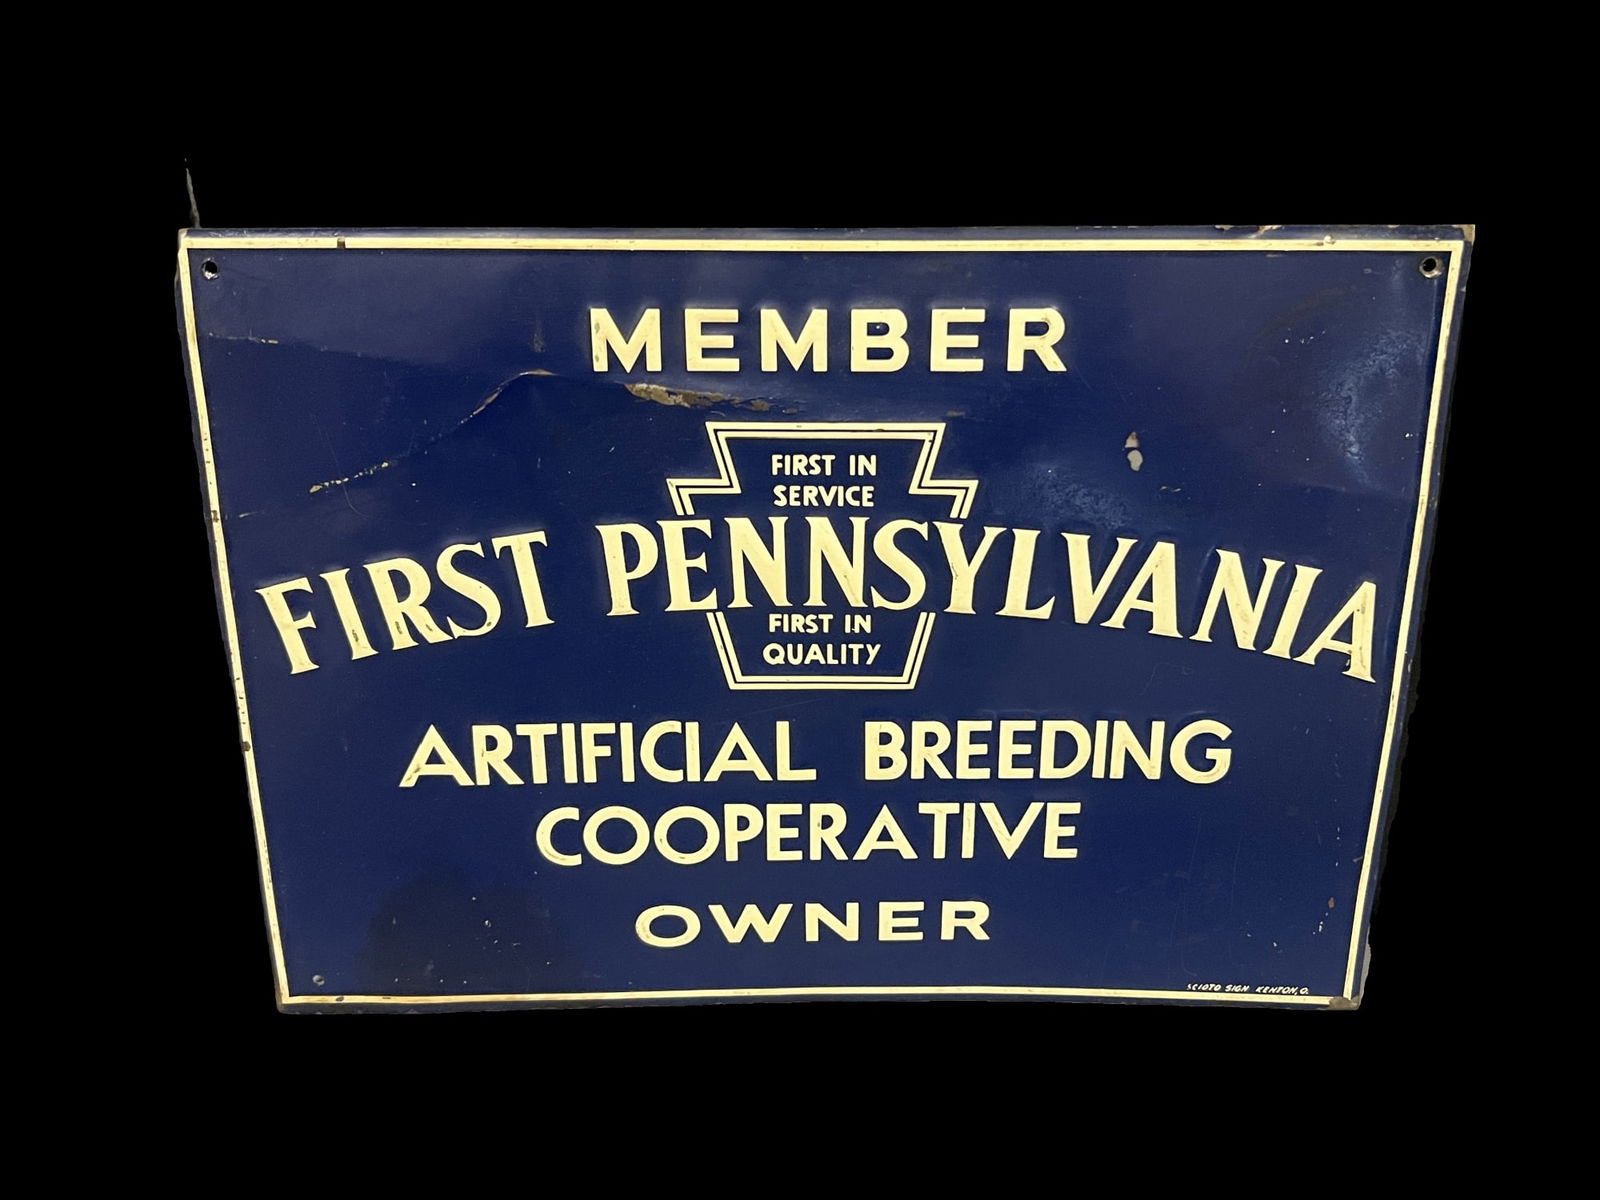 MEMBER
FIRST IN
SERVICE
FIRST PENNSYLVANIA
FIRST IN
QUALITY
ARTIFICIAL BREEDING
COOPERATIVE
OWNER
SCIOTO SIGN KENTON, O.